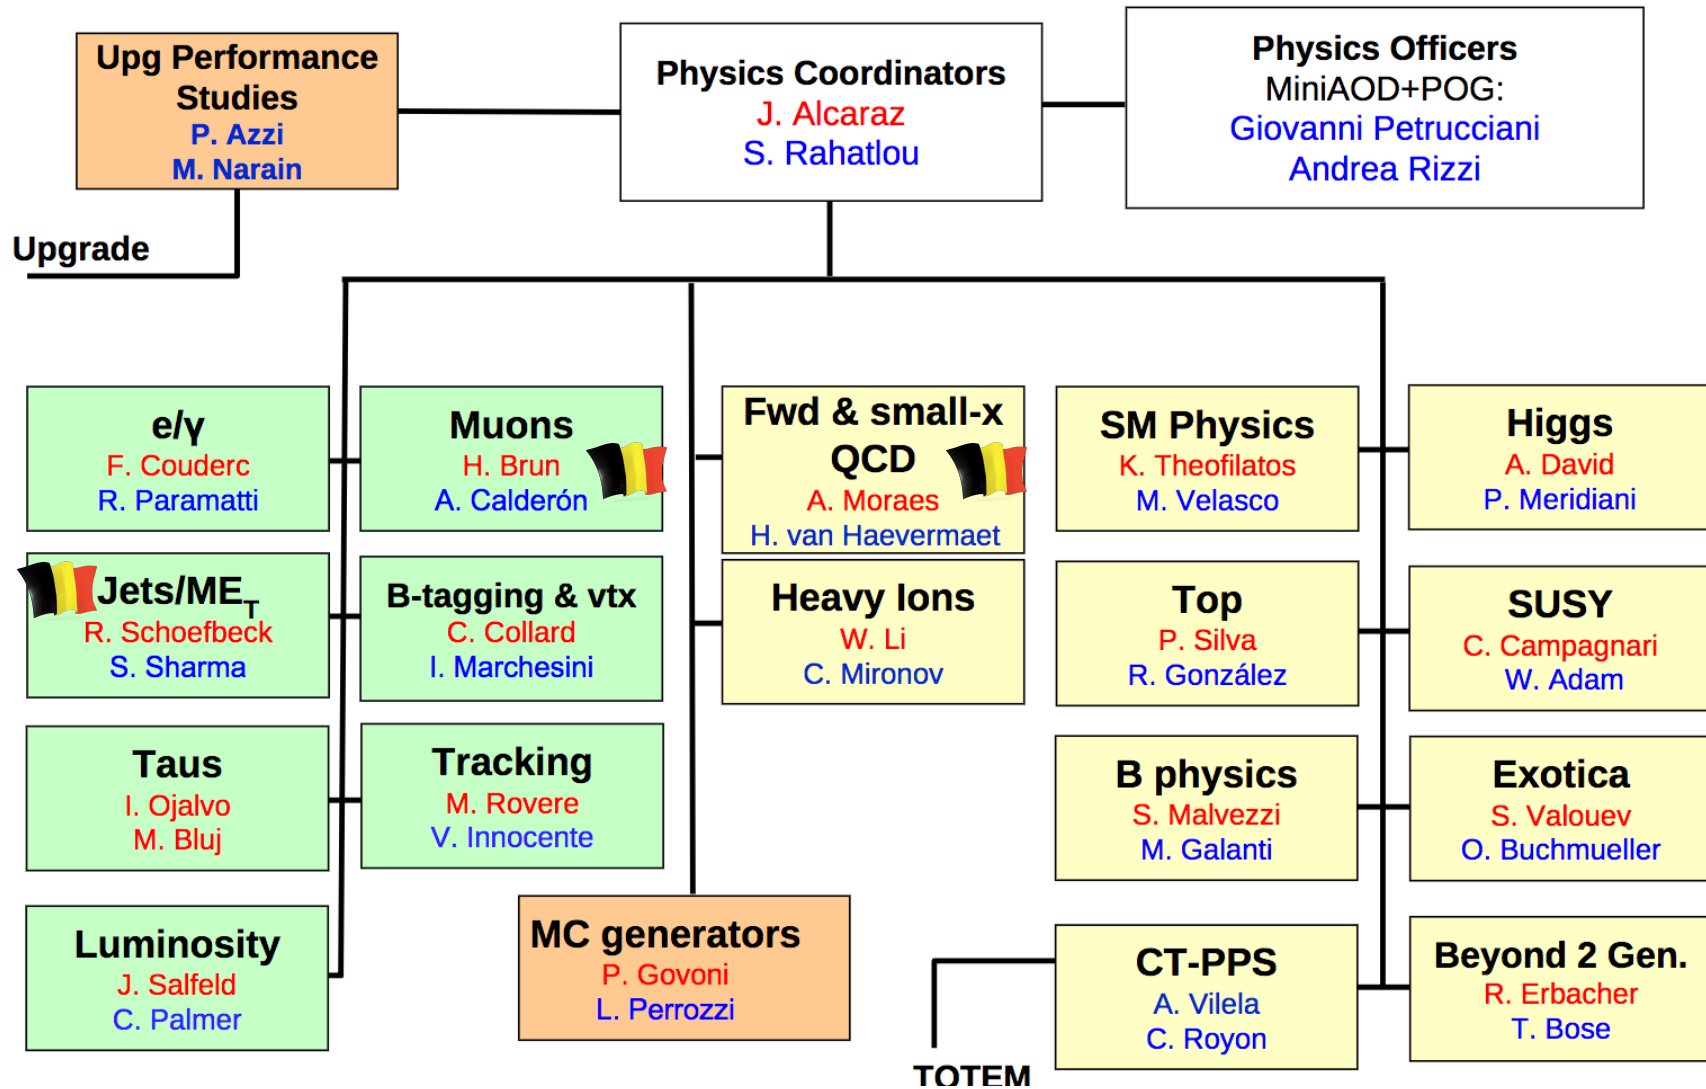 Upg Performance
Studies
P. Azzi
M. Narain
Physics Coordinators
J. Alcaraz
S. Rahatlou
Physics Officers
MiniAOD+POG:
Giovanni Petrucciani
Andrea Rizzi
Upgrade
e/γ
F. Couderc
R. Paramatti
Muons
H. Brun
A. Calderón
Fwd & small-x
QCD
A. Moraes
H. van Haevermaet
SM Physics
K. Theofilatos
M. Velasco
Higgs
A. David
P. Meridiani
Jets/MET
R. Schoefbeck
S. Sharma
B-tagging & vtx
C. Collard
I. Marchesini
Heavy Ions
W. Li
C. Mironov
Top
P. Silva
R. González
SUSY
C. Campagnari
W. Adam
Taus
I. Ojalvo
M. Bluj
Tracking
M. Rovere
V. Innocente
B physics
S. Malvezzi
M. Galanti
Exotica
S. Valouev
O. Buchmueller
Luminosity
J. Salfeld
C. Palmer
MC generators
P. Govoni
L. Perrozzi
CT-PPS
A. Vilela
C. Royon
Beyond 2 Gen.
R. Erbacher
T. Bose
TOTEM